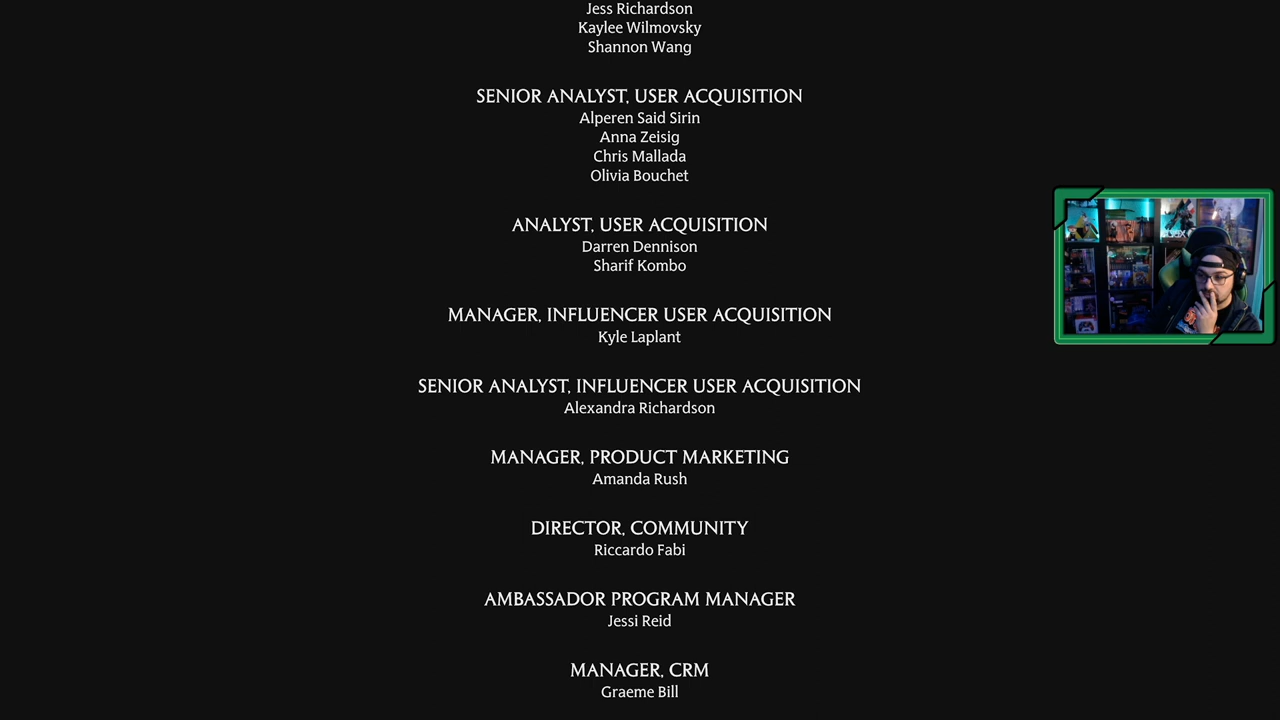 Jess Richardson
Kaylee Wilmovsky
Shannon Wang
SENIOR ANALYST, USER ACQUISITION
Alperen Said Sirin
Anna Zeisig
Chris Mallada
Olivia Bouchet
ANALYST, USER ACQUISITION
Darren Dennison
Sharif Kombo
MANAGER, INFLUENCER USER ACQUISITION
Kyle Laplant
SENIOR ANALYST, INFLUENCER USER ACQUISITION
Alexandra Richardson
MANAGER, PRODUCT MARKETING
Amanda Rush
DIRECTOR, COMMUNITY
Riccardo Fabi
AMBASSADOR PROGRAM MANAGER
Jessi Reid
MANAGER, CRM
Graeme Bill